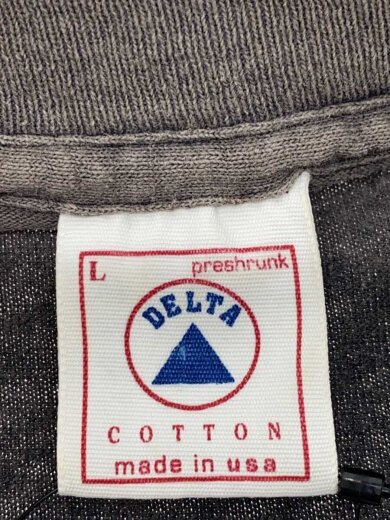 L preshrunk
DELTA
COTTON
made in usa